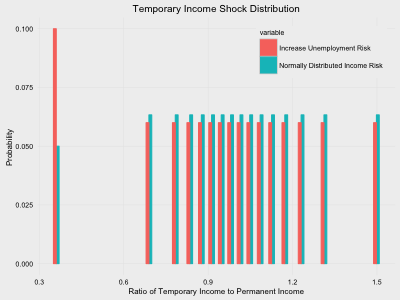 Temporary Income Shock Distribution
variable
Increase Unemployment Risk
Normally Distributed Income Risk
Probability
0.100
0.075
0.050
0.025
0.000
0.3 0.6 0.9 1.2 1.5
Ratio of Temporary Income to Permanent Income